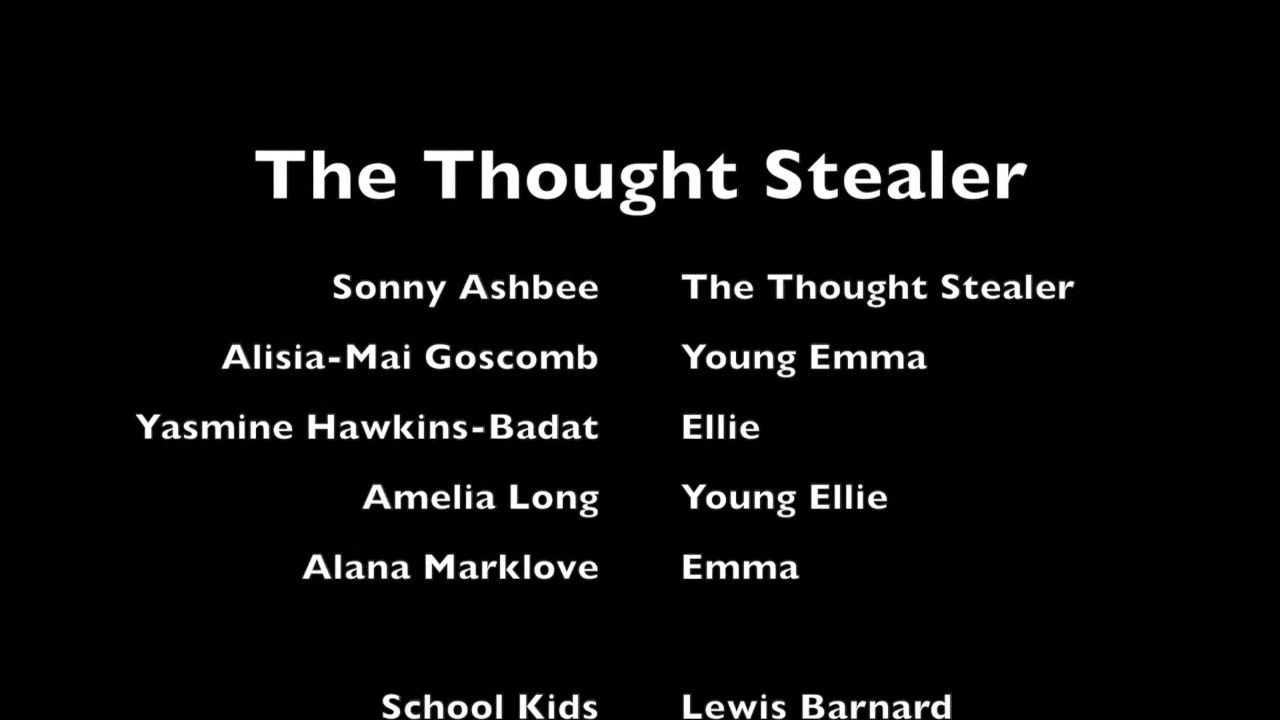 The Thought Stealer
Sonny Ashbee The Thought Stealer
Alisia-Mai Goscomb Young Emma
Yasmine Hawkins-Badat Ellie
Amelia Long Young Ellie
Alana Marklove Emma
School Kids Lewis Barnard